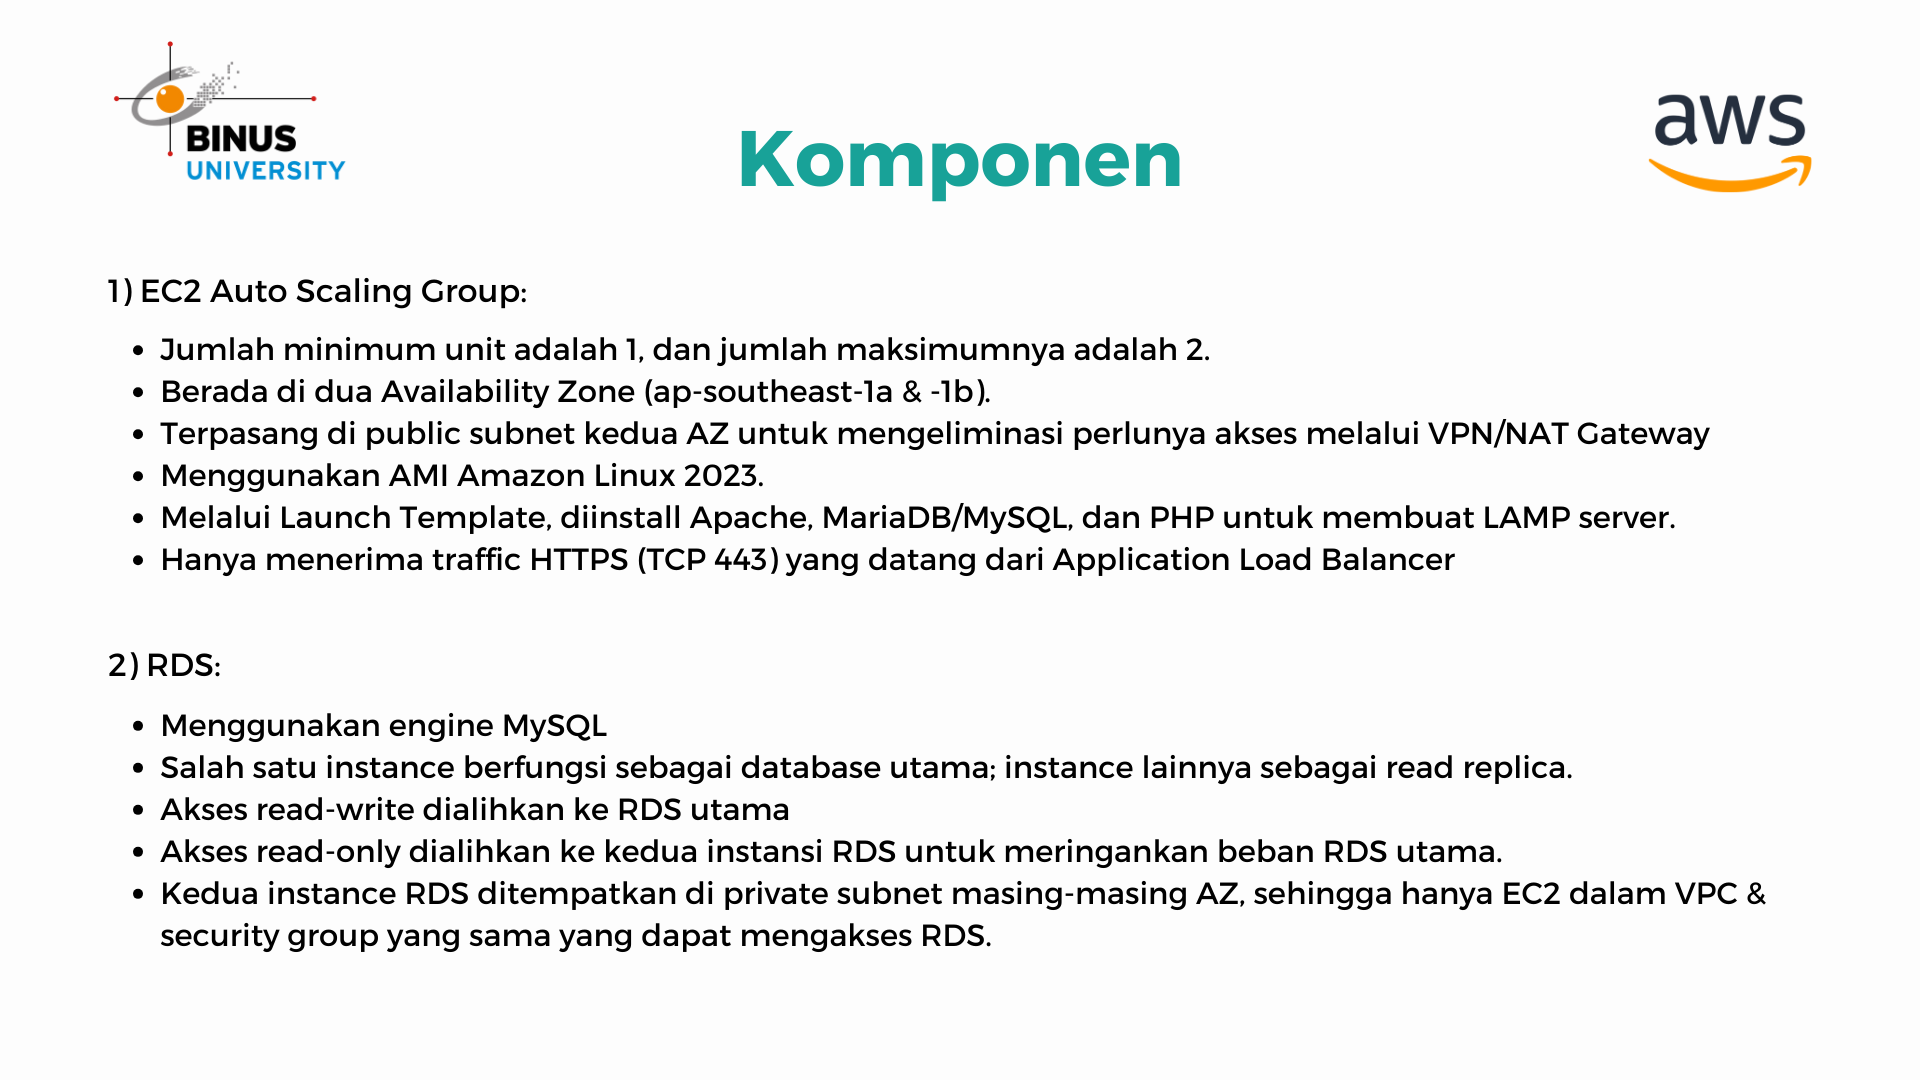 BINUS
UNIVERSITY
aws
Komponen
1) EC2 Auto Scaling Group:
• Jumlah minimum unit adalah 1, dan jumlah maksimumnya adalah 2.
• Berada di dua Availability Zone (ap-southeast-1a & -1b).
• Terpasang di public subnet kedua AZ untuk mengeliminasi perlunya akses melalui VPN/NAT Gateway
• Menggunakan AMI Amazon Linux 2023.
• Melalui Launch Template, diinstall Apache, MariaDB/MySQL, dan PHP untuk membuat LAMP server.
• Hanya menerima traffic HTTPS (TCP 443) yang datang dari Application Load Balancer
2) RDS:
• Menggunakan engine MySQL
• Salah satu instance berfungsi sebagai database utama; instance lainnya sebagai read replica.
• Akses read-write dialihkan ke RDS utama
• Akses read-only dialihkan ke kedua instansi RDS untuk meringankan beban RDS utama.
• Kedua instance RDS ditempatkan di private subnet masing-masing AZ, sehingga hanya EC2 dalam VPC &
security group yang sama yang dapat mengakses RDS.